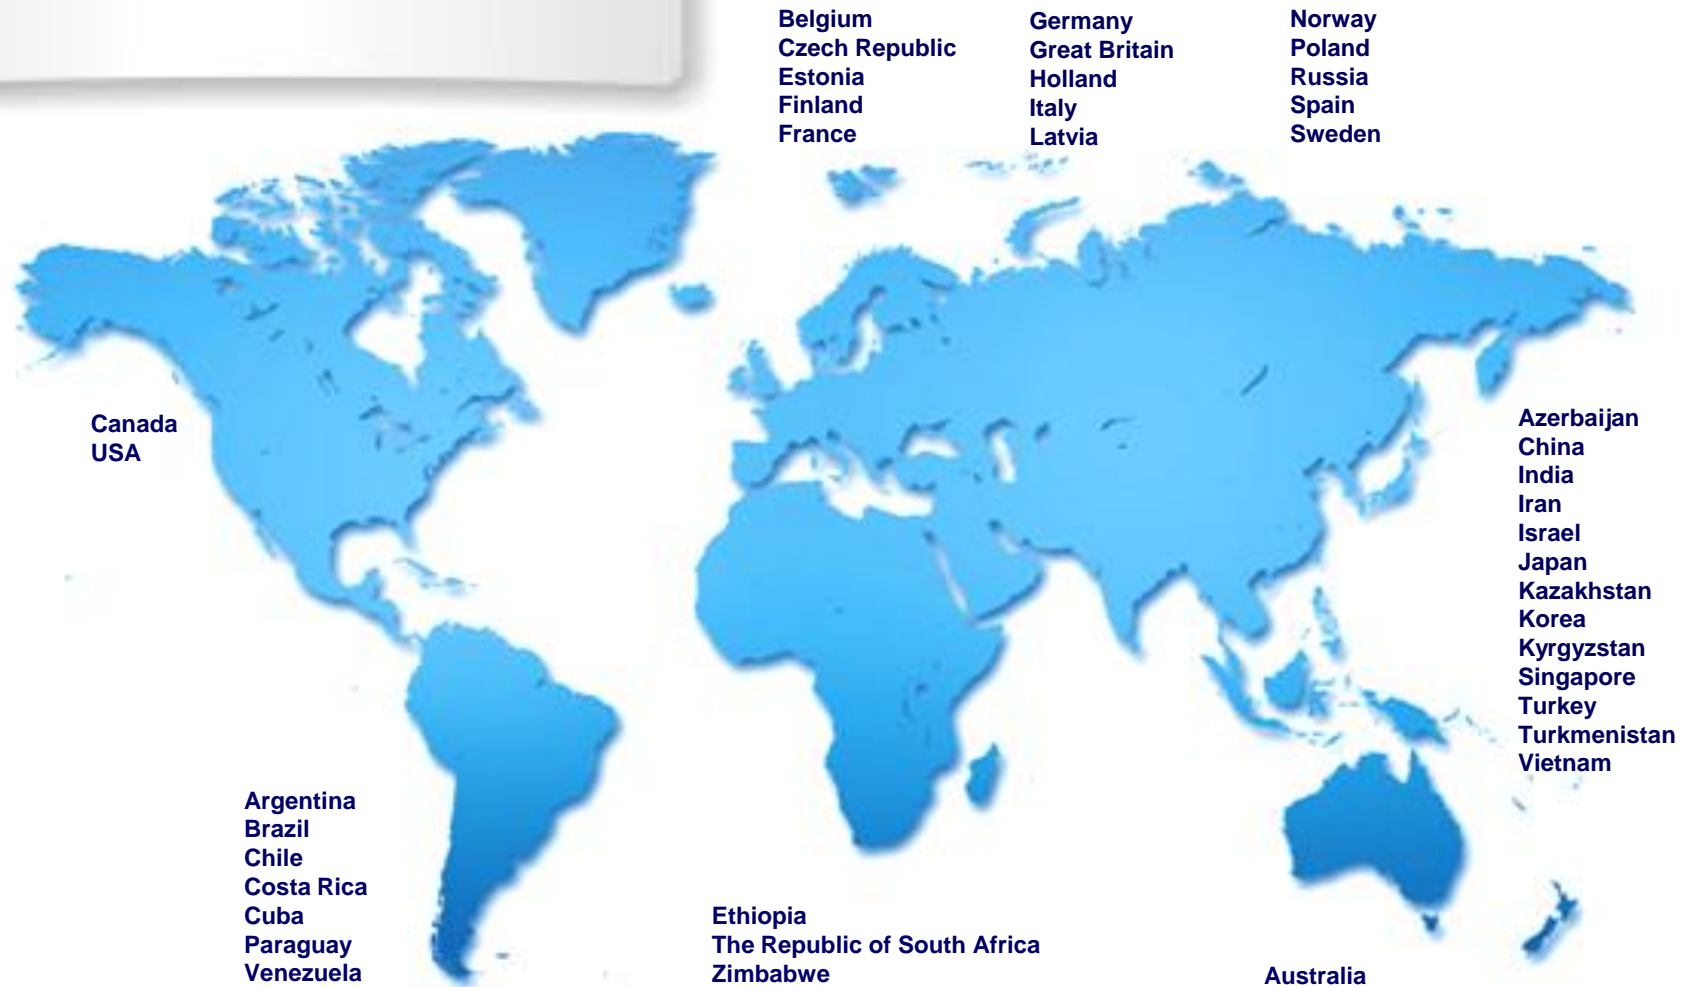 Belgium
Czech Republic
Estonia
Finland
France
Germany
Great Britain
Holland
Italy
Latvia
Norway
Poland
Russia
Spain
Sweden
Canada
USA
Azerbaijan
China
India
Iran
Israel
Japan
Kazakhstan
Korea
Kyrgyzstan
Singapore
Turkey
Turkmenistan
Vietnam
Argentina
Brazil
Chile
Costa Rica
Cuba
Paraguay
Venezuela
Ethiopia
The Republic of South Africa
Zimbabwe
Australia